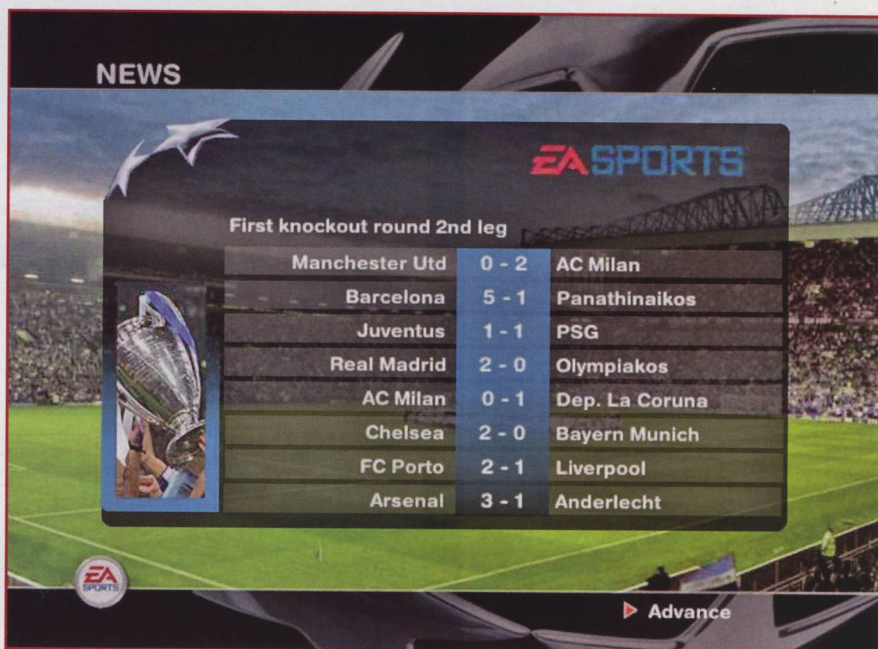 NEWS
EA SPORTS
First knockout round 2nd leg
Manchester Utd 0 - 2 AC Milan
Barcelona 5 - 1 Panathinaikos
Juventus 1 - 1 PSG
Real Madrid 2 - 0 Olympiakos
AC Milan 0 - 1 Dep. La Coruna
Chelsea 2 - 0 Bayern Munich
FC Porto 2 - 1 Liverpool
Arsenal 3 - 1 Anderlecht
EA
SPORTS
Advance